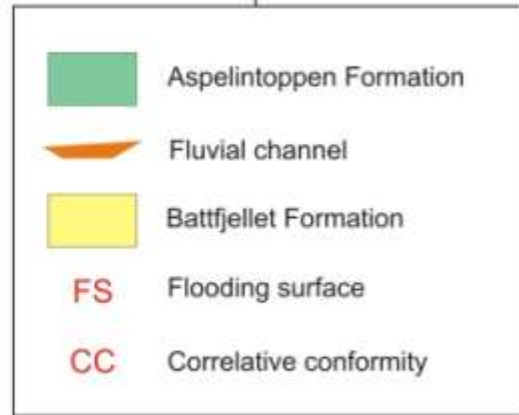 Aspelintoppen Formation
Fluvial channel
Battfjellet Formation
FS Flooding surface
CC Correlative conformity